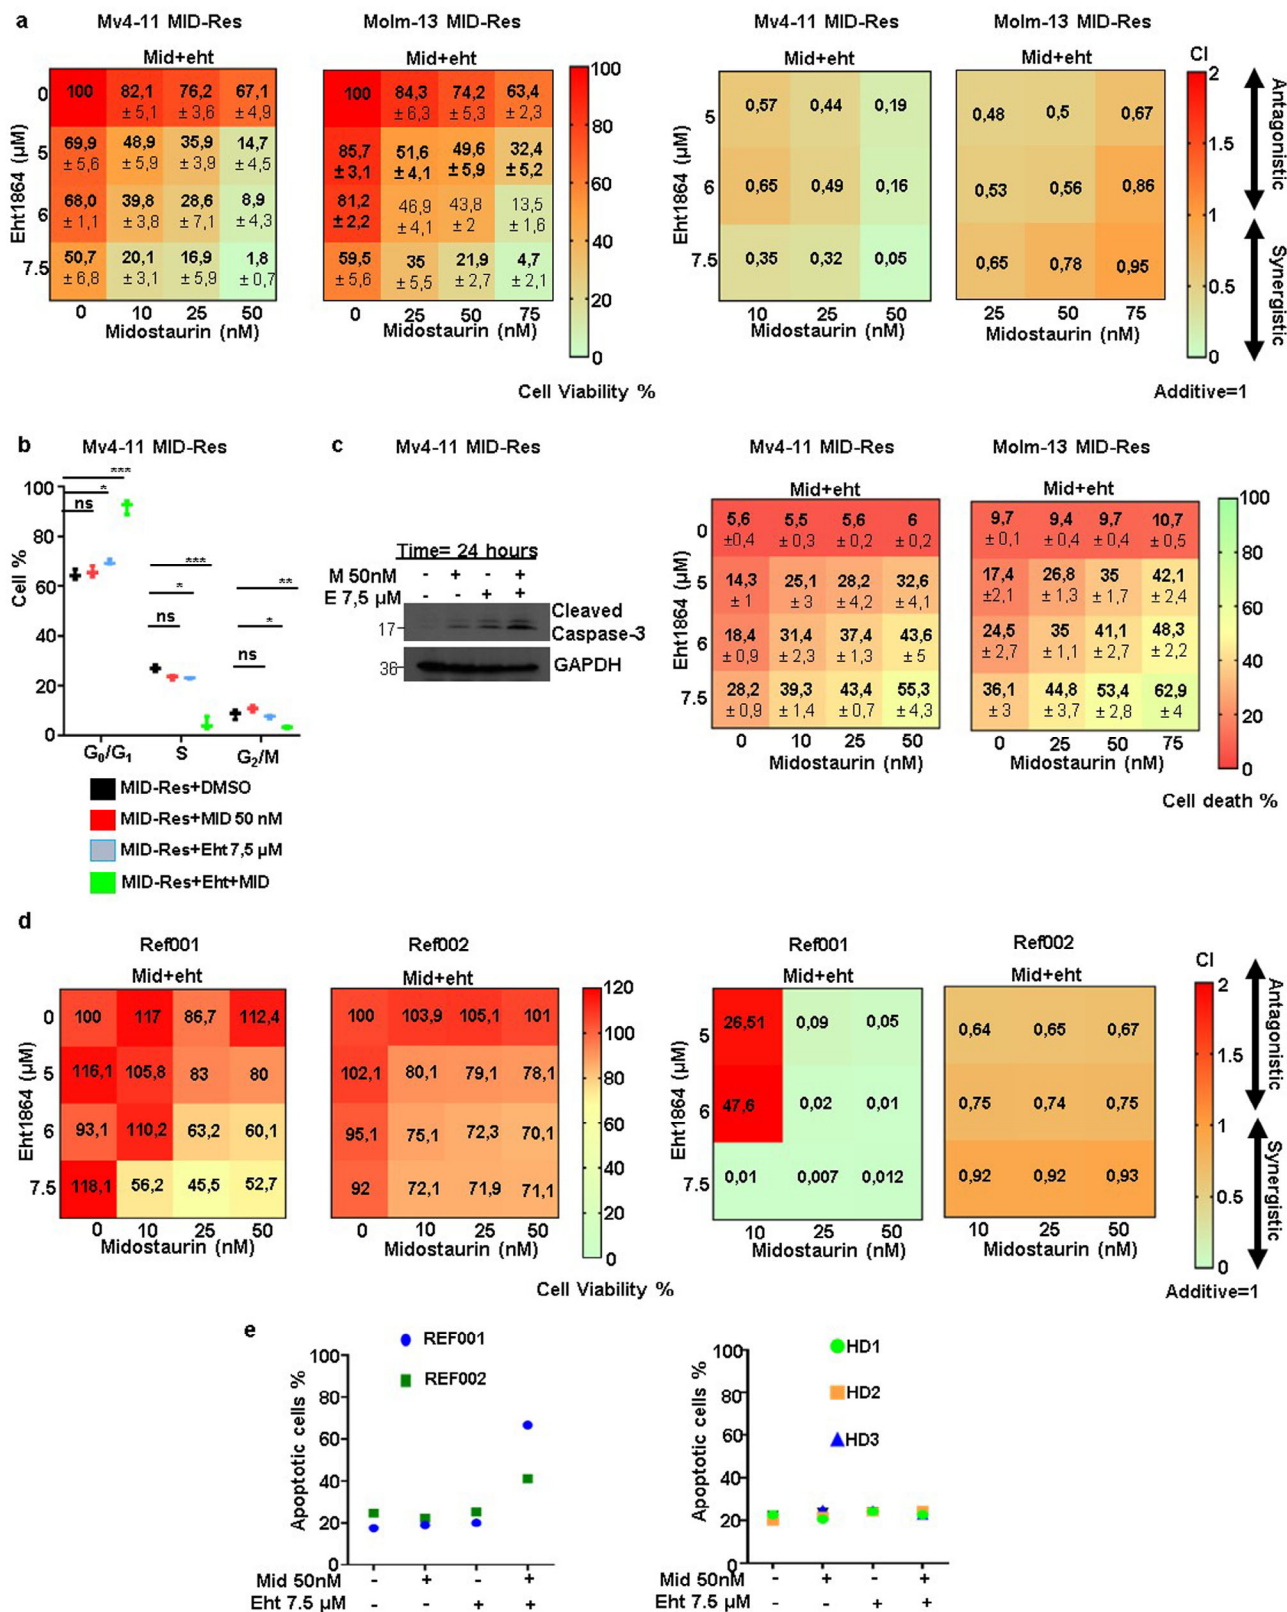 a
Mv4-11 MID-Res
Molm-13 MID-Res
Mv4-11 MID-Res
Molm-13 MID-Res
Mid+eht
Mid+eht
Mid+eht
Mid+eht
Eht1864 (µM)
0 100 82,1 76,2 67,1
± 5,1 ± 3,6 ± 4,9
5 69,9 48,9 35,9 14,7
± 5,6 ± 5,9 ± 3,9 ± 4,5
6 68,0 39,8 28,6 8,9
± 1,1 ± 3,8 ± 7,1 ± 4,3
7.5 50,7 20,1 16,9 1,8
± 6,8 ± 3,1 ± 5,9 ± 0,7
0 10 25 50
Midostaurin (nM)
100 84,3 74,2 63,4
± 6,3 ± 5,3 ± 2,3
85,7 51,6 49,6 32,4
± 3,1 ± 4,1 ± 5,9 ± 5,2
81,2 46,9 43,8 13,5
± 2,2 ± 4,1 ± 2 ± 1,6
59,5 35 21,9 4,7
± 5,6 ± 5,5 ± 2,7 ± 2,1
0 25 50 75
Midostaurin (nM)
100
80
60
40
20
0
Cell Viability %
Eht1864 (µM)
5 0,57 0,44 0,19
6 0,65 0,49 0,16
7.5 0,35 0,32 0,05
10 25 50
Midostaurin (nM)
0,48 0,5 0,67
0,53 0,56 0,86
0,65 0,78 0,95
25 50 75
Midostaurin (nM)
CI
2
1.5
1
0.5
0
Antagonistic
Synergistic
Additive=1
b
Mv4-11 MID-Res
Cell %
100
80
60
40
20
0
ns * ***
ns * ***
ns * **
G0/G1 S G2/M
MID-Res+DMSO
MID-Res+MID 50 nM
MID-Res+Eht 7,5 µM
MID-Res+Eht+MID
c
Mv4-11 MID-Res
Time= 24 hours
M 50nM - + - +
E 7,5 µM - - + +
17
Cleaved
Caspase-3
36
GAPDH
Mv4-11 MID-Res
Molm-13 MID-Res
Mid+eht
Mid+eht
Eht1864 (µM)
0 5,6 5,5 5,6 6
±0,4 ± 0,3 ± 0,2 ± 0,2
5 14,3 25,1 28,2 32,6
± 1 ± 3 ± 4,2 ± 4,1
6 18,4 31,4 37,4 43,6
± 0,9 ± 2,3 ± 1,3 ± 5
7.5 28,2 39,3 43,4 55,3
± 0,9 ± 1,4 ± 0,7 ± 4,3
0 10 25 50
Midostaurin (nM)
9,7 9,4 9,7 10,7
± 0,1 ± 0,4 ± 0,4 ± 0,5
17,4 26,8 35 42,1
±2,1 ± 1,3 ± 1,7 ± 2,4
24,5 35 41,1 48,3
± 2,7 ± 1,1 ± 2,7 ± 2,2
36,1 44,8 53,4 62,9
± 3 ± 3,7 ± 2,8 ± 4
0 25 50 75
Midostaurin (nM)
100
80
60
40
20
0
Cell death %
d
Ref001
Ref002
Ref001
Ref002
Mid+eht
Mid+eht
Mid+eht
Mid+eht
Eht1864 (µM)
0 100 117 86,7 112,4
5 116,1 105,8 83 80
6 93,1 110,2 63,2 60,1
7.5 118,1 56,2 45,5 52,7
0 10 25 50
Midostaurin (nM)
100 103,9 105,1 101
102,1 80,1 79,1 78,1
95,1 75,1 72,3 70,1
92 72,1 71,9 71,1
0 10 25 50
Midostaurin (nM)
120
100
80
60
40
20
0
Cell Viability %
Eht1864 (µM)
5 26,51 0,09 0,05
6 47,6 0,02 0,01
7.5 0,01 0,007 0,012
10 25 50
Midostaurin (nM)
0,64 0,65 0,67
0,75 0,74 0,75
0,92 0,92 0,93
10 25 50
Midostaurin (nM)
CI
2
1.5
1
0.5
0
Antagonistic
Synergistic
Additive=1
e
REF001
REF002
Apoptotic cells %
100
80
60
40
20
0
Mid 50nM - + - +
Eht 7.5 µM - - + +
HD1
HD2
HD3
Apoptotic cells %
100
80
60
40
20
0
Mid 50nM - + - +
Eht 7.5 µM - - + +